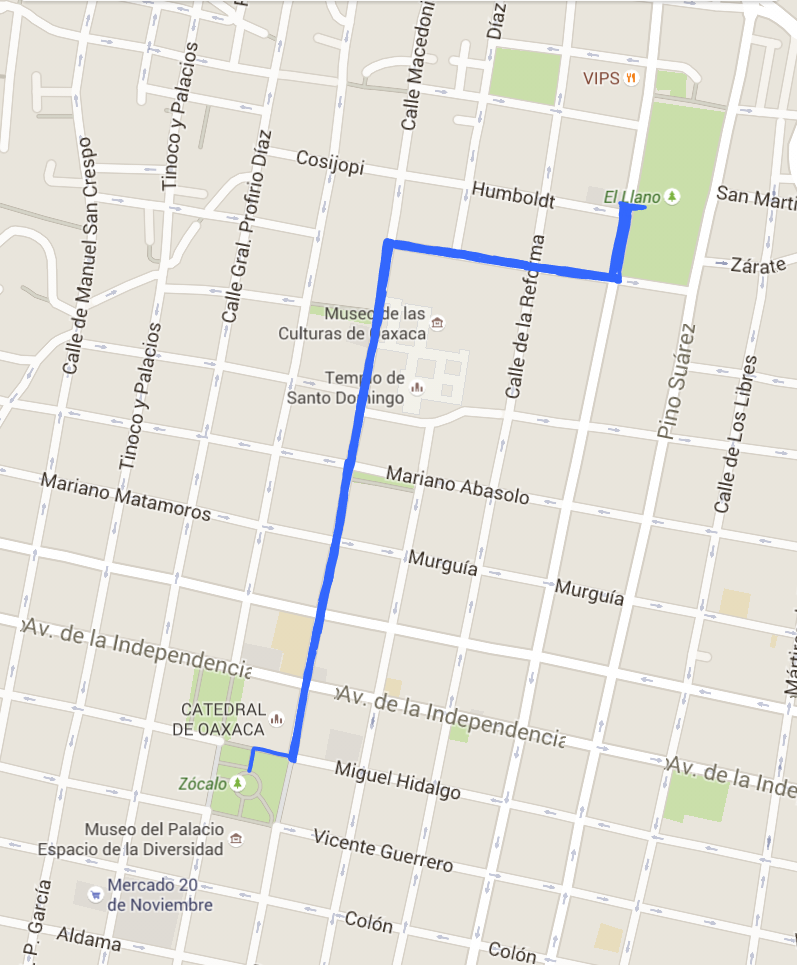 Díaz
Calle Macedoni
VIPS
Tinoco y Palacios
Cosijopi
Humboldt
El Llano
San Marti
Calle de Manuel San Crespo
Calle Gral. Profirio Díaz
Zárate
Calle de la Reforma
Museo de las
Culturas de Oaxaca
Templo de
Santo Domingo
Pino Suárez
Calle de Los Libres
Tinoco y Palacios
Mariano Abasolo
Mariano Matamoros
Murguía
Murguía
Av. de la Independencia
Mártir
CATEDRAL
DE OAXACA
Av. de la Independencia
Av. de la Inde
Zócalo
Miguel Hidalgo
Museo del Palacio
Espacio de la Diversidad
Vicente Guerrero
Mercado 20
de Noviembre
P. García
Colón
Aldama
Colón